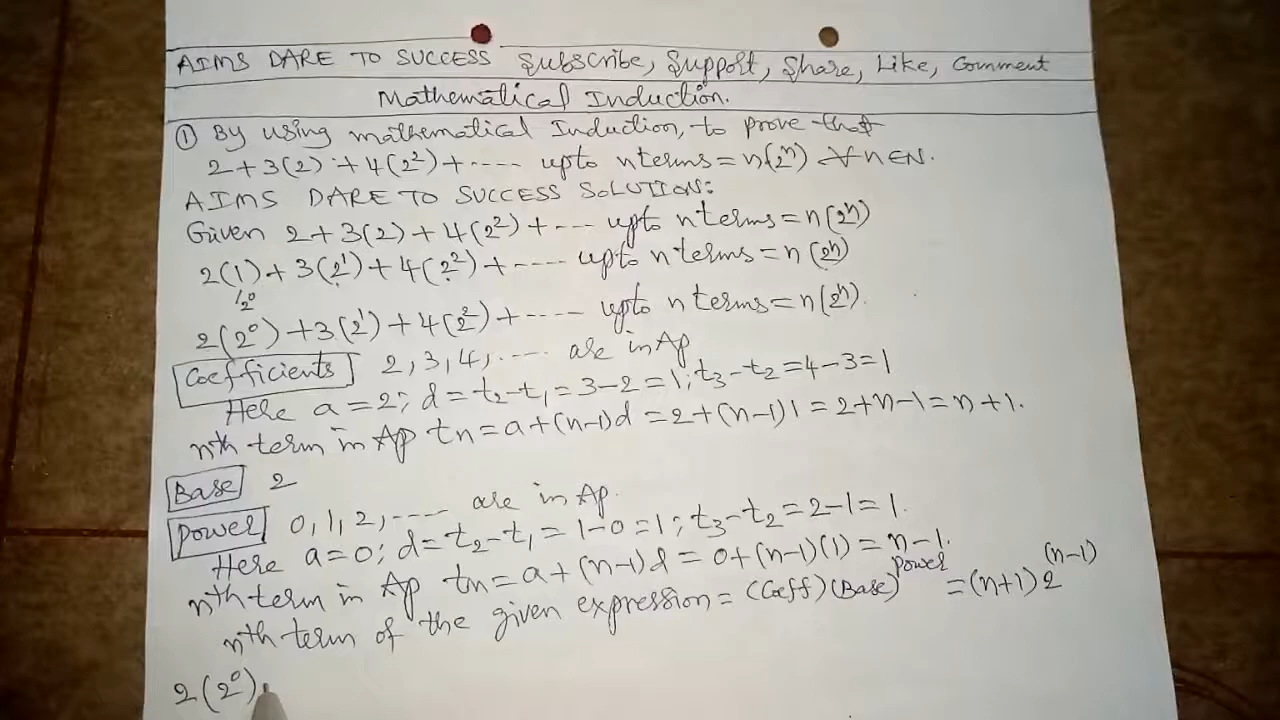 AIMS DARE TO SUCCESS Subscribe, Support, Share, Like, Comment
Mathematical Induction.
① By using mathematical Induction, to prove that
2+3(2)+4(2²)+---- upto n terms=n(2ⁿ) ∀ n∈N.
AIMS DARE TO SUCCESS SOLUTION:
Given 2+3(2)+4(2²)+--- upto n terms=n(2ⁿ)
2(1)+3(2¹)+4(2²)+---- upto n terms=n(2ⁿ)
↳2⁰
2(2⁰)+3(2¹)+4(2²)+---- upto n terms=n(2ⁿ).
Coefficients 2,3,4,---- are in Ap
Here a=2; d=t₂-t₁=3-2=1; t₃-t₂=4-3=1
nth term in Ap tn=a+(n-1)d=2+(n-1)1=2+n-1=n+1.
Base 2
Power 0,1,2,---- are in Ap.
Here a=0; d=t₂-t₁=1-0=1; t₃-t₂=2-1=1.
nth term in Ap tn=a+(n-1)d=0+(n-1)(1)=n-1.
nth term of the given expression=(Coeff)(Base)^Power=(n+1)2^(n-1)
2(2⁰)